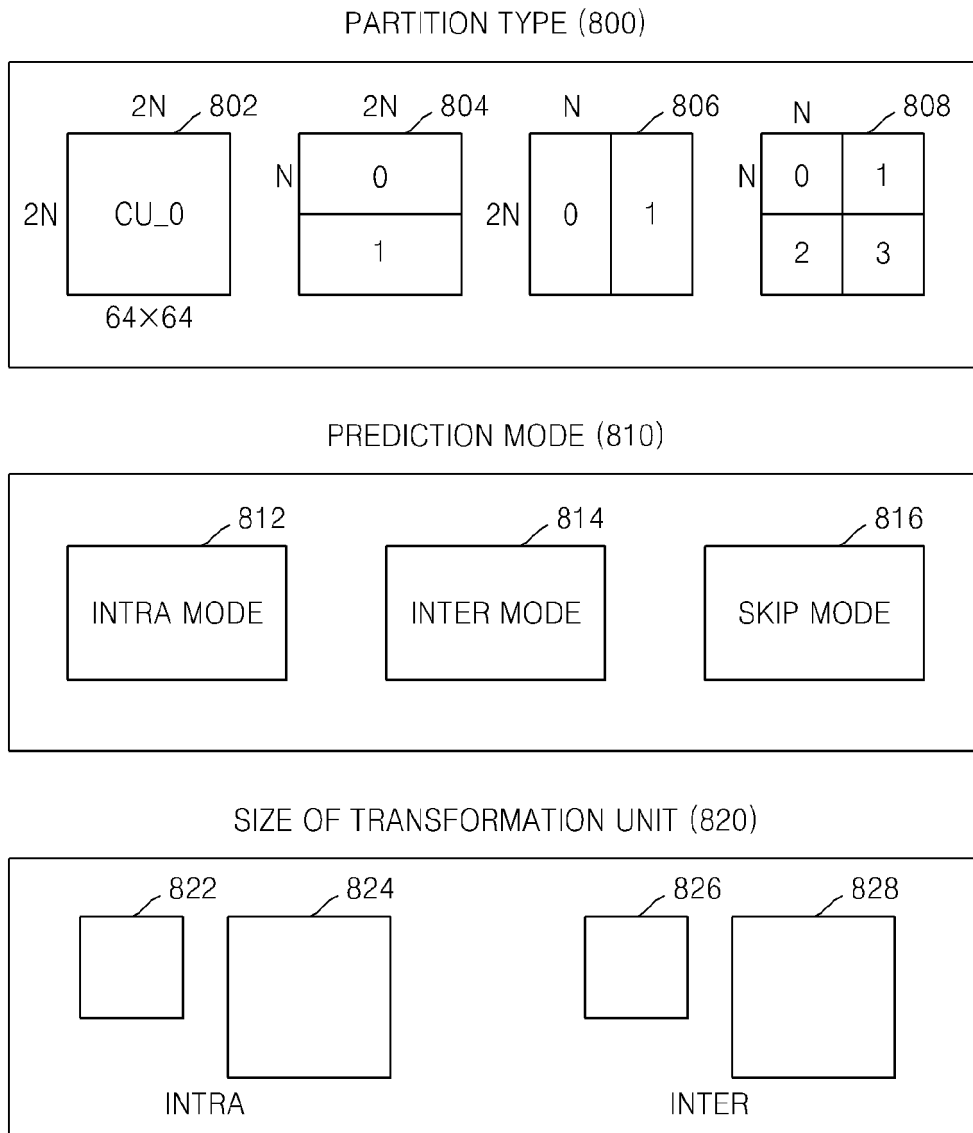 PARTITION TYPE (800)
2N 802 2N 804 N 806 N 808
2N CU_0 N 0 2N 0 1 N 0 1
1 2 3
64×64
PREDICTION MODE (810)
812 814 816
INTRA MODE INTER MODE SKIP MODE
SIZE OF TRANSFORMATION UNIT (820)
822 824 826 828
INTRA INTER